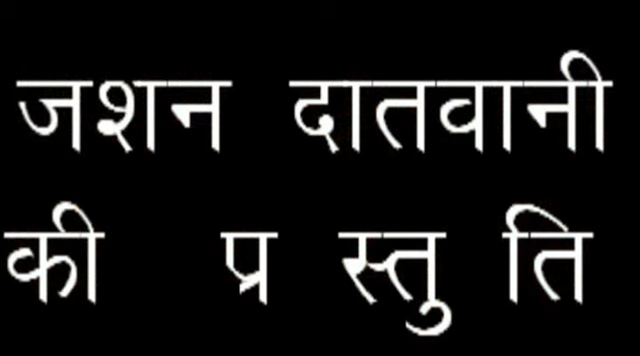 जशन दातवानी
की प्र स्तु ति